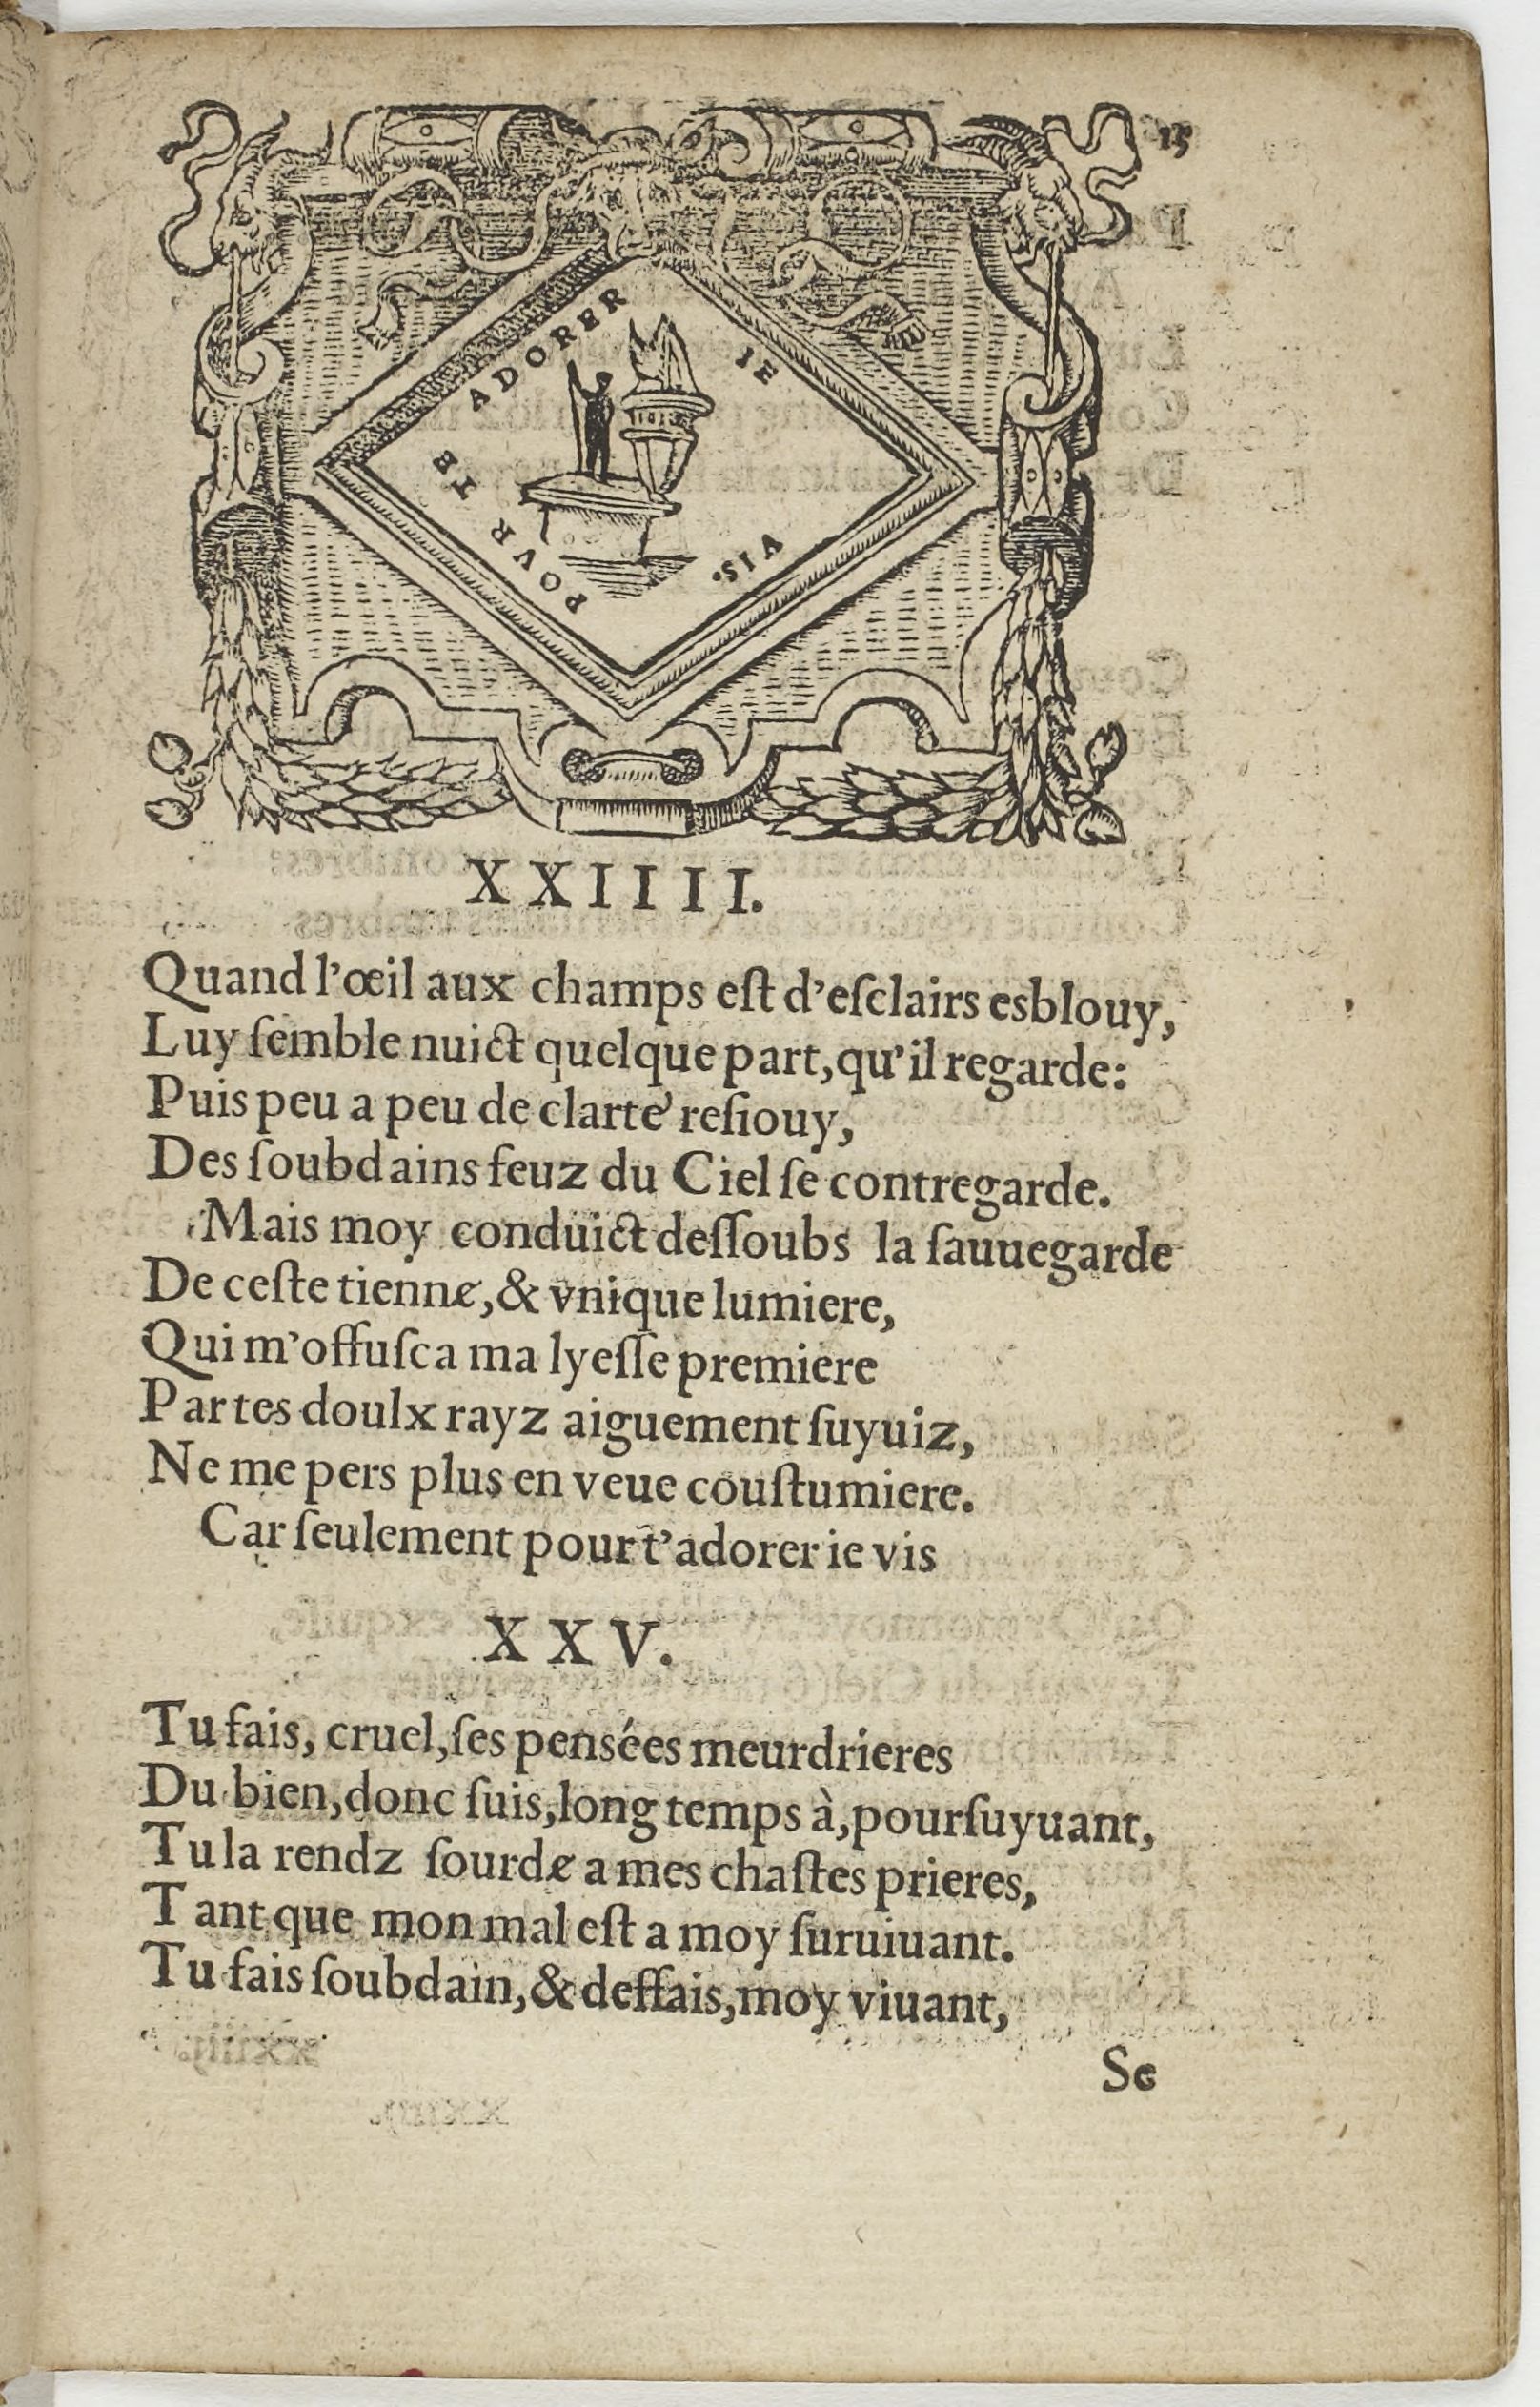 15
POVR TE ADORER IE VIS.
XXIIIII.
Quand l’œil aux champs eſt d’eſclairs esblouy,
Luy ſemble nuict quelque part, qu’il regarde:
Puis peu a peu de clarté reſiouy,
Des ſoubdains feuz du Ciel ſe contregarde.
Mais moy conduict deſſoubs la ſauuegarde
De ceſte tienne, & vnique lumiere,
Qui m’offuſca ma lyeſſe premiere
Par tes doulx rayz aiguement ſuyuiz,
Ne me pers plus en veue couſtumiere.
Car ſeulement pour t’adorer ie vis
XXV.
Tu fais, cruel, ſes pensées meurdrieres
Du bien, donc ſuis, long temps à, pourſuyuant,
Tu la rendz ſourde a mes chaſtes prieres,
Tant que mon mal eſt a moy ſuruiuant.
Tu fais ſoubdain, & deffais, moy viuant,
Se